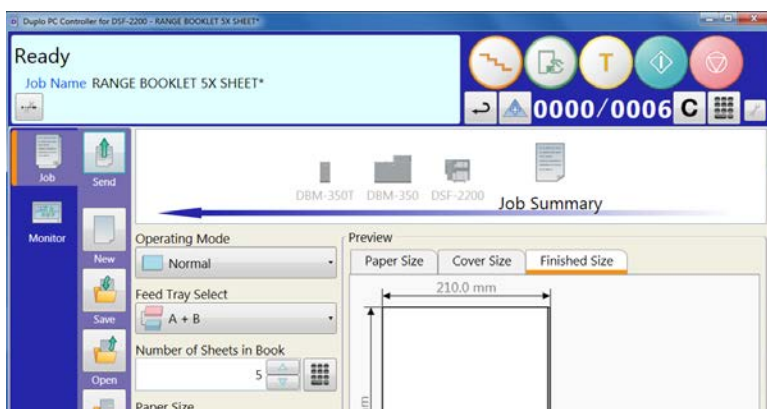 Duplo PC Controller for DSF-2200 - RANGE BOOKLET 5X SHEET*
Ready
Job Name RANGE BOOKLET 5X SHEET*
T
0000/0006 C
Job
Send
DBM-350T DBM-350 DSF-2200 Job Summary
Monitor
New
Operating Mode
Normal
Feed Tray Select
A + B
Save
Number of Sheets in Book
5
Open
Paper Size
Preview
Paper Size Cover Size Finished Size
210.0 mm